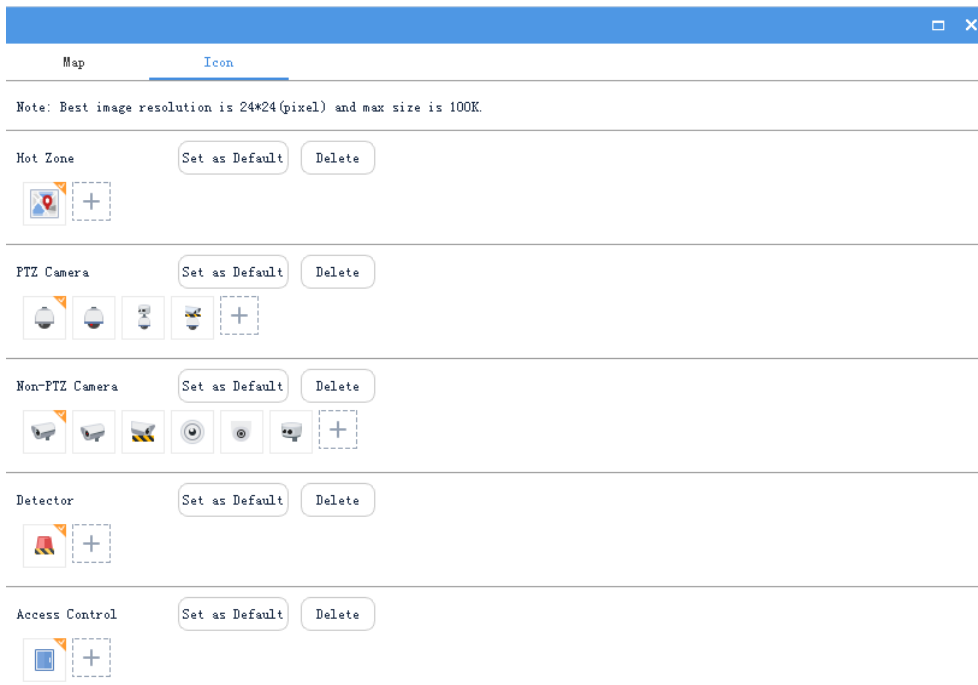 Map Icon
Note: Best image resolution is 24*24(pixel) and max size is 100K.
Hot Zone Set as Default Delete
PTZ Camera Set as Default Delete
Non-PTZ Camera Set as Default Delete
Detector Set as Default Delete
Access Control Set as Default Delete